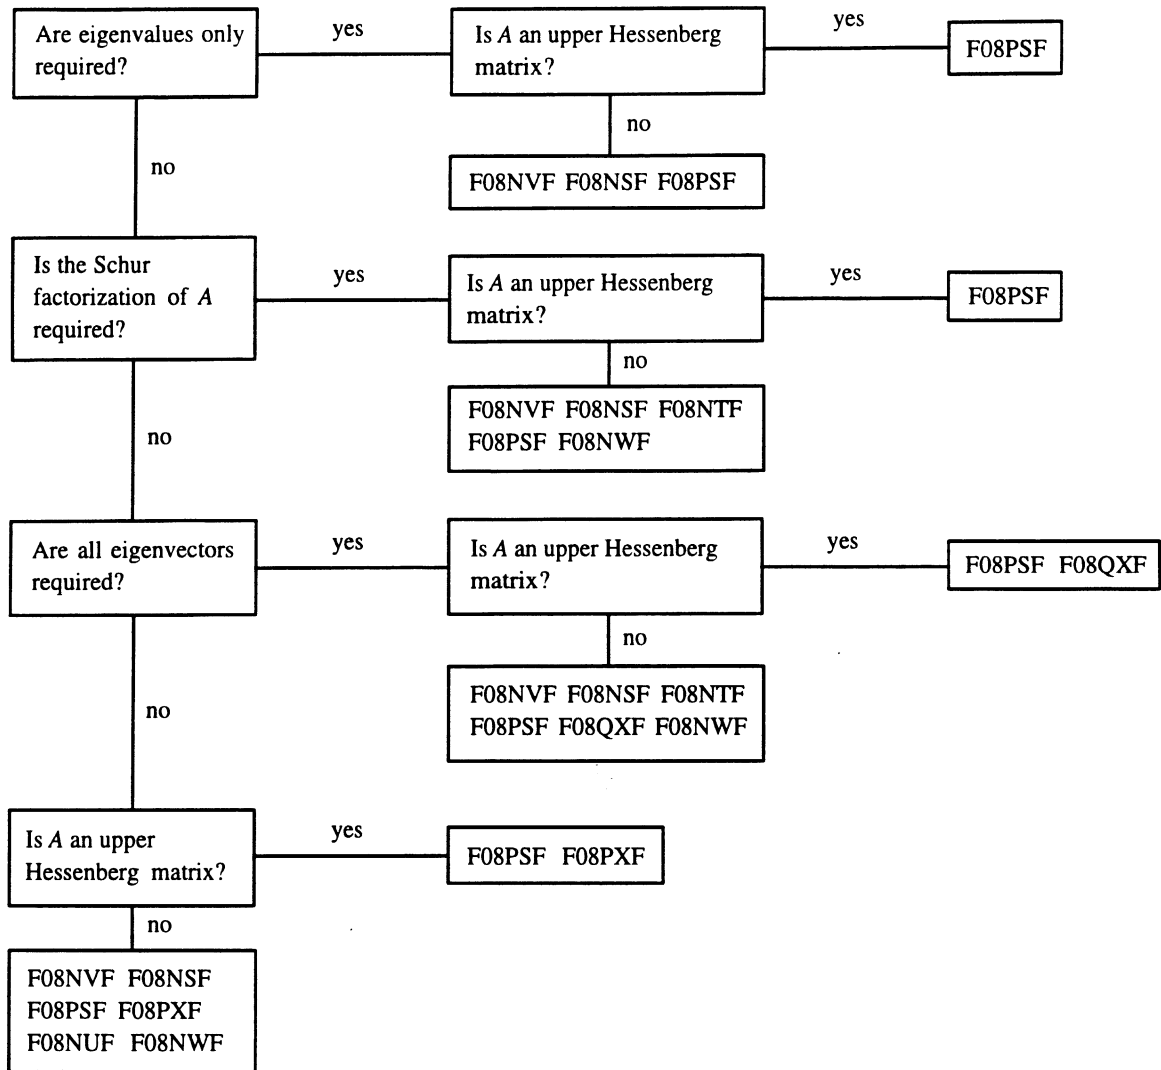 Are eigenvalues only
required?
yes
Is A an upper Hessenberg
matrix?
yes
F08PSF
no
F08NVF F08NSF F08PSF
no
Is the Schur
factorization of A
required?
yes
Is A an upper Hessenberg
matrix?
yes
F08PSF
no
F08NVF F08NSF F08NTF
F08PSF F08NWF
no
Are all eigenvectors
required?
yes
Is A an upper Hessenberg
matrix?
yes
F08PSF F08QXF
no
F08NVF F08NSF F08NTF
F08PSF F08QXF F08NWF
no
Is A an upper
Hessenberg matrix?
yes
F08PSF F08PXF
no
F08NVF F08NSF
F08PSF F08PXF
F08NUF F08NWF